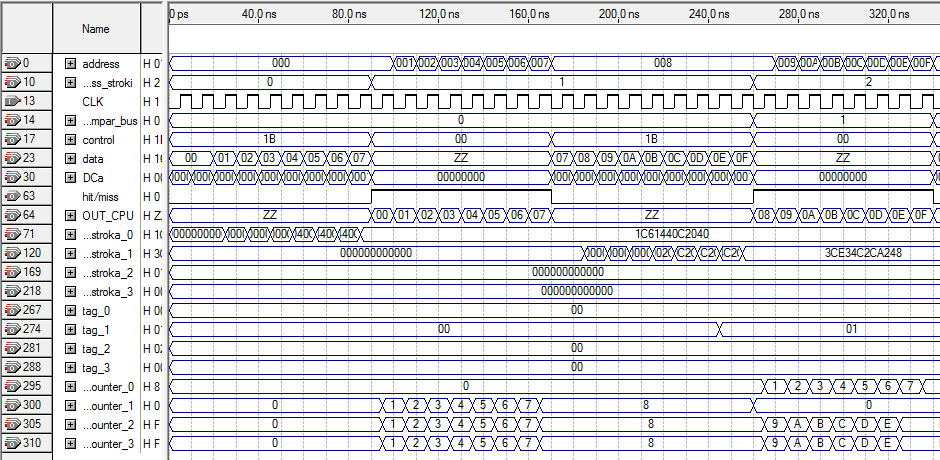 Name
0 ps 40.0 ns 80.0 ns 120.0 ns 160.0 ns 200.0 ns 240.0 ns 280.0 ns 320.0 ns
0 address H 0 000 001 002 003 004 005 006 007 008 009 00A 00B 00C 00D 00E 00F
10 ...ss_stroki H 2 0 1 2
13 CLK H 1
14 ...mpar_bus H 0 0 1
17 control H 1B 1B 00 1B 00
23 data H 16 00 01 02 03 04 05 06 07 ZZ 07 08 09 0A 0B 0C 0D 0E 0F ZZ
30 DCa H 00 00000000 00000000
63 hit/miss H 0
64 OUT_CPU H Z ZZ 00 01 02 03 04 05 06 07 ZZ 08 09 0A 0B 0C 0D 0E 0F
71 ...stroka_0 H 1C 00000000 1C61440C2040
120 ...stroka_1 H 3C 000000000000 3CE34C2CA248
169 ...stroka_2 H 0 000000000000
218 ...stroka_3 H 0 000000000000
267 tag_0 H 00 00
274 tag_1 H 0 00 01
281 tag_2 H 02 00
288 tag_3 H 00 00
295 ...ounter_0 H 8 0 1 2 3 4 5 6 7
300 ...ounter_1 H 0 0 1 2 3 4 5 6 7 8 0
305 ...ounter_2 H F 0 1 2 3 4 5 6 7 8 9 A B C D E
310 ...ounter_3 H F 0 1 2 3 4 5 6 7 8 9 A B C D E